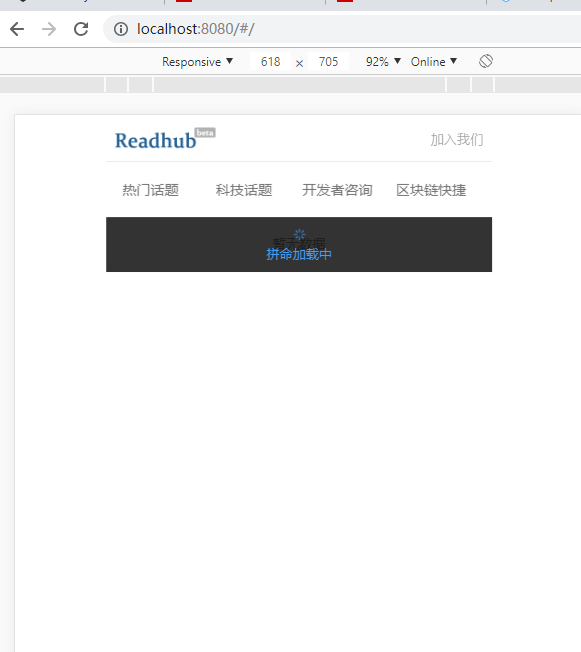 localhost:8080/#/
Responsive ▼ 618 × 705 92% ▼ Online ▼
Readhub beta 加入我们
热门话题 科技话题 开发者咨询 区块链快捷
拼命加载中